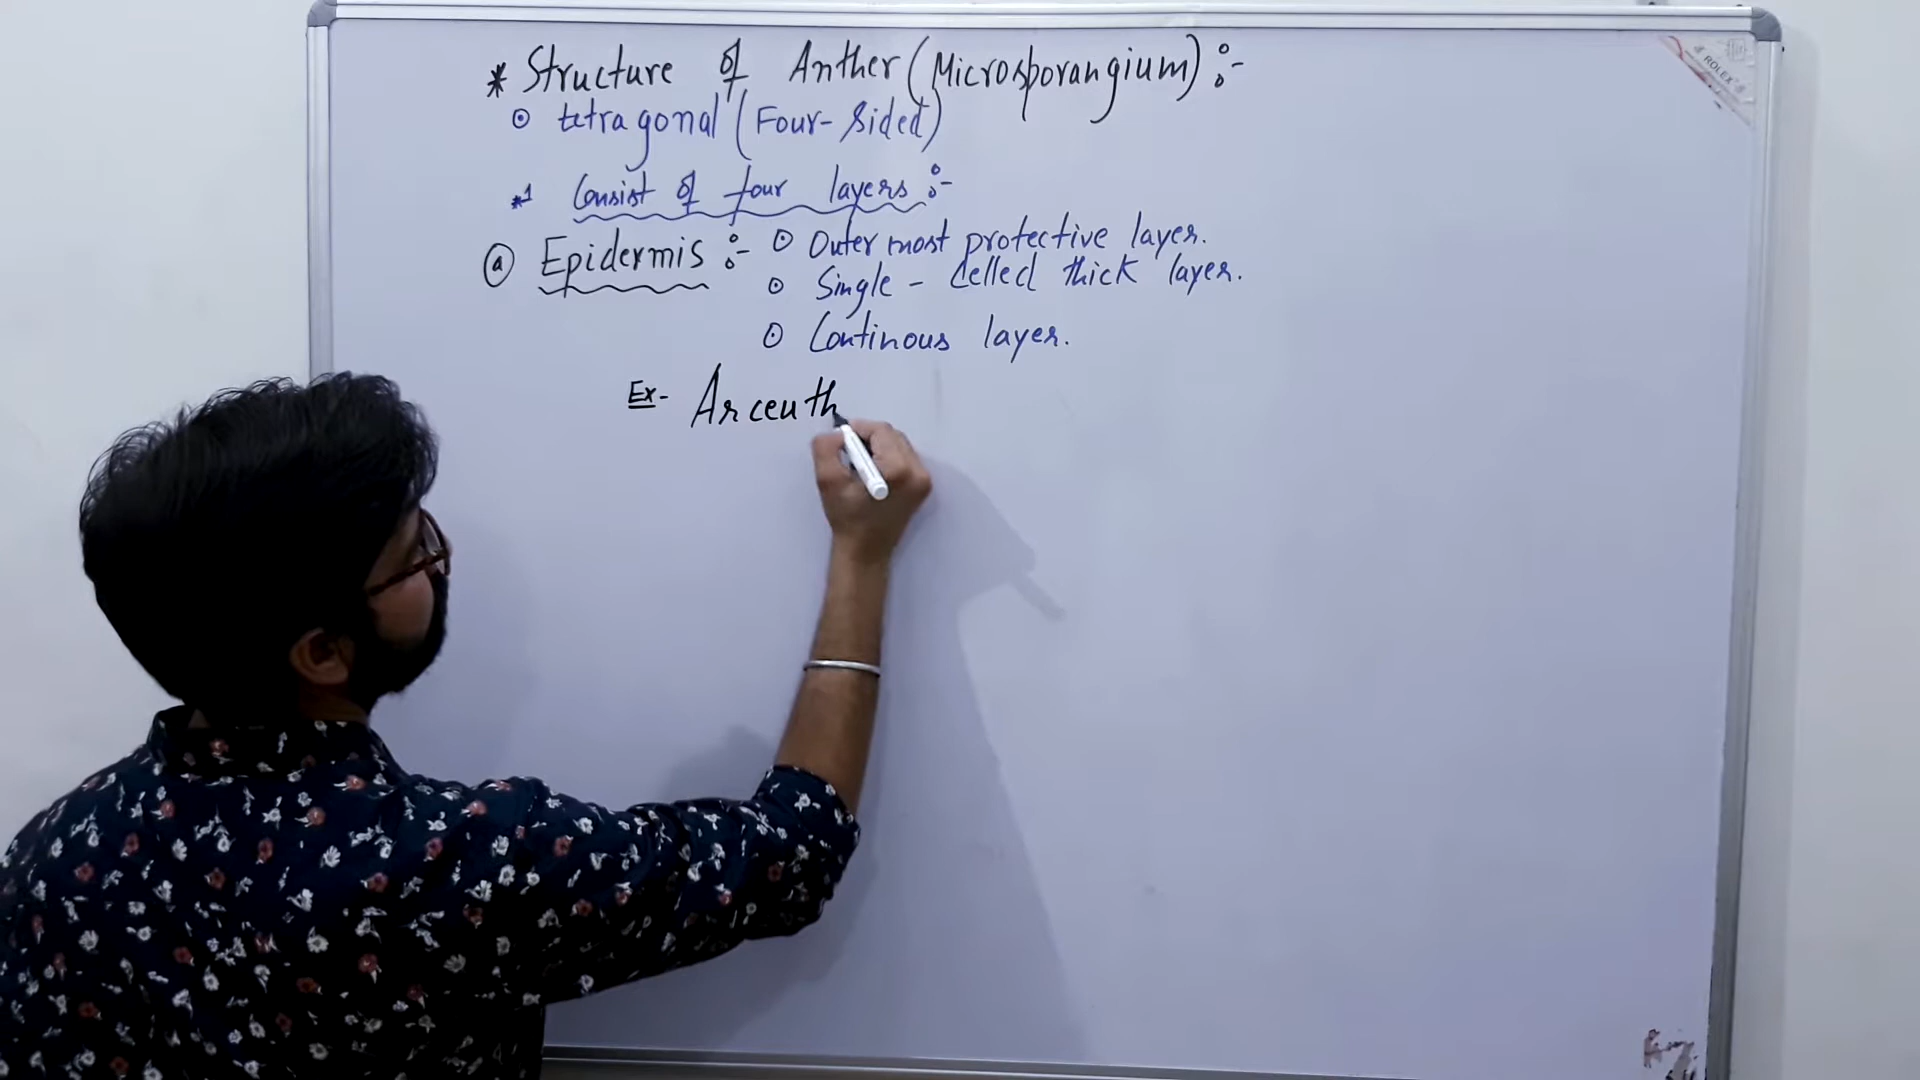 * Structure of Anther (Microsporangium) :-
⊙ tetragonal (Four-Sided)
*1 Consist of four layers :-
ⓐ Epidermis :- ⊙ Outer most protective layer.
⊙ Single - Celled thick layer.
⊙ Continous layer.
Ex- Arceuth
ROLEX